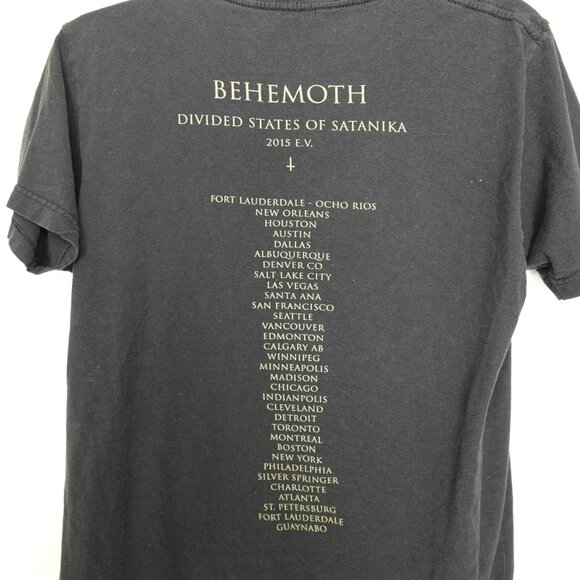 BEHEMOTH
DIVIDED STATES OF SATANIKA
2015 E.V.
FORT LAUDERDALE - OCHO RIOS
NEW ORLEANS
HOUSTON
AUSTIN
DALLAS
ALBUQUERQUE
DENVER CO
SALT LAKE CITY
LAS VEGAS
SANTA ANA
SAN FRANCISCO
SEATTLE
VANCOUVER
EDMONTON
CALGARY AB
WINNIPEG
MINNEAPOLIS
MADISON
CHICAGO
INDIANPOLIS
CLEVELAND
DETROIT
TORONTO
MONTREAL
BOSTON
NEW YORK
PHILADELPHIA
SILVER SPRINGER
CHARLOTTE
ATLANTA
ST. PETERSBURG
FORT LAUDERDALE
GUAYNABO